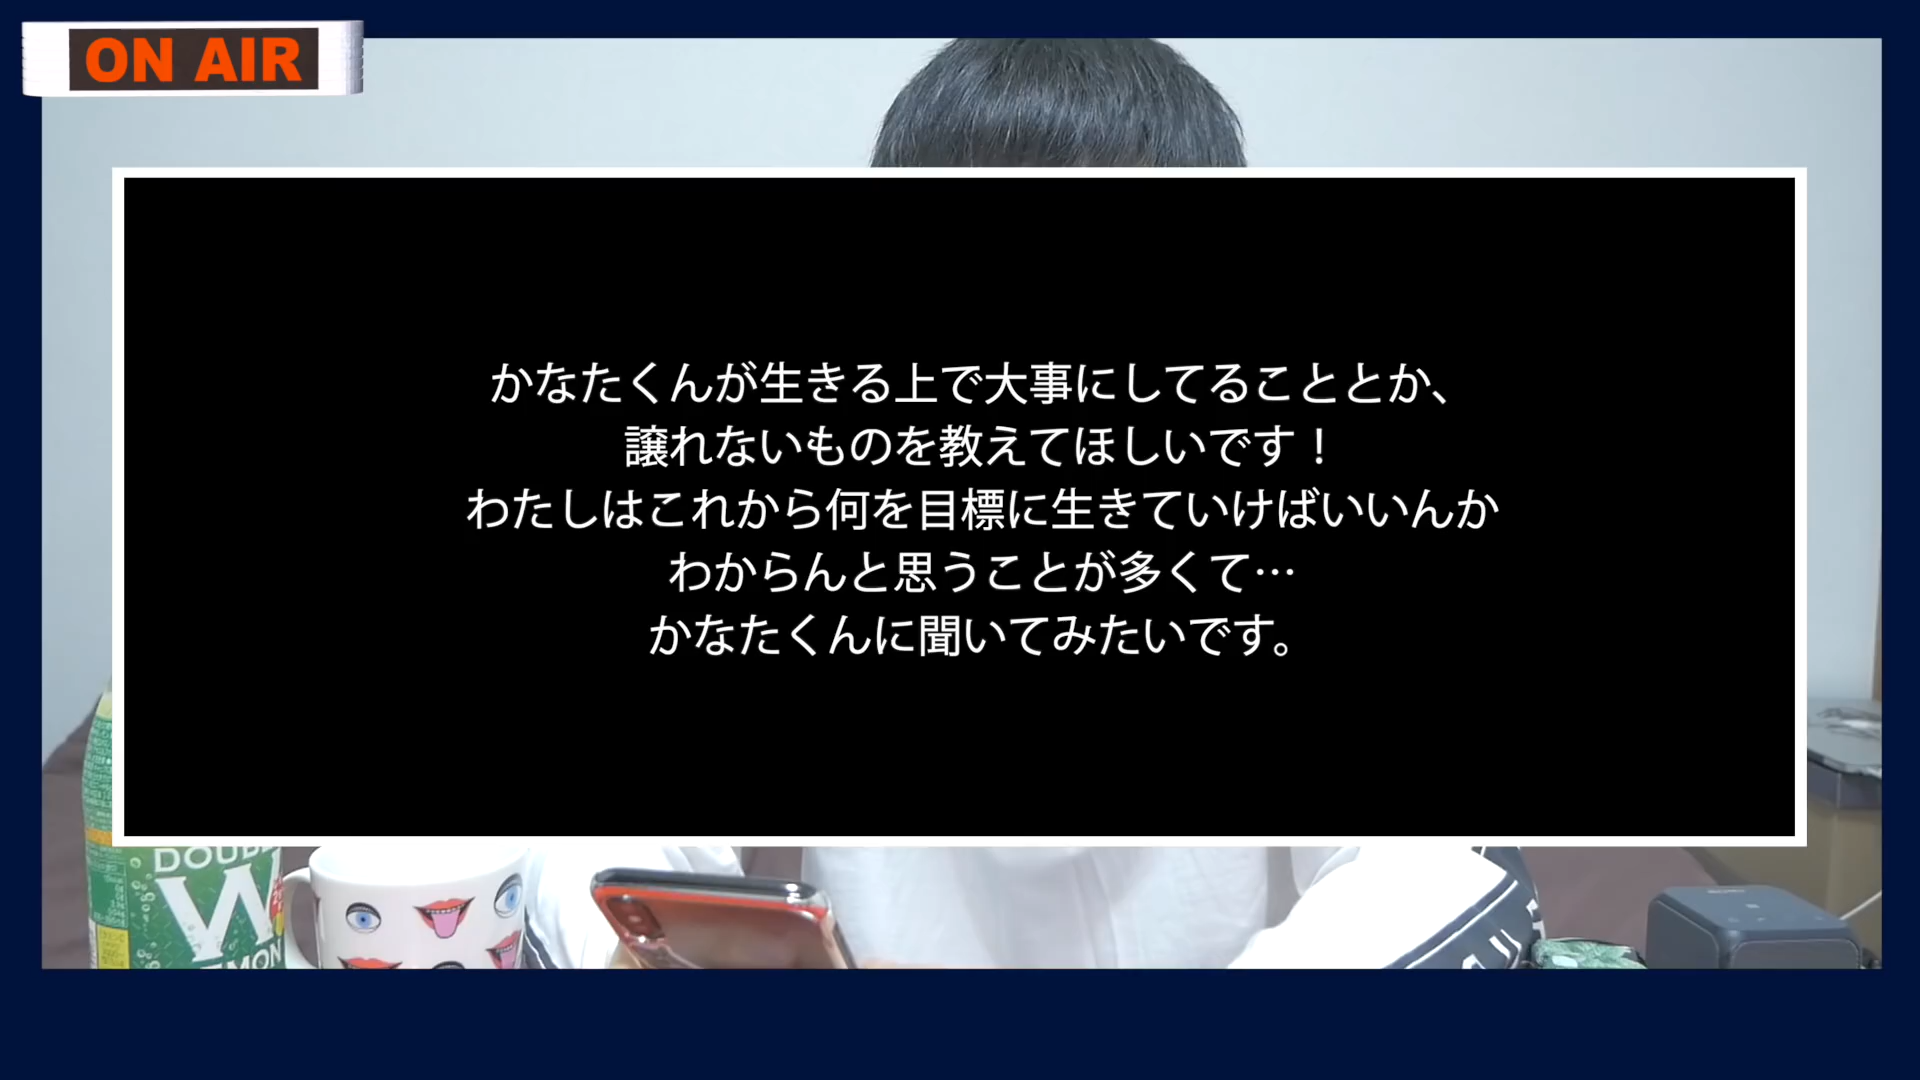 ON AIR
かなたくんが生きる上で大事にしてることとか、
譲れないものを教えてほしいです！
わたしはこれから何を目標に生きていけばいいんか
わからんと思うことが多くて…
かなたくんに聞いてみたいです。
W